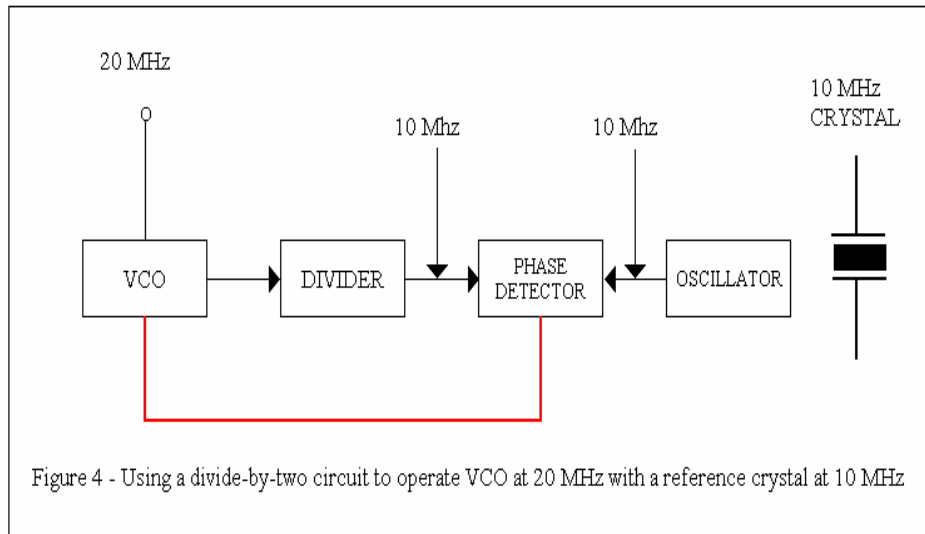 20 MHz
10 Mhz
10 Mhz
10 MHz
CRYSTAL
VCO
DIVIDER
PHASE
DETECTOR
OSCILLATOR
Figure 4 - Using a divide-by-two circuit to operate VCO at 20 MHz with a reference crystal at 10 MHz